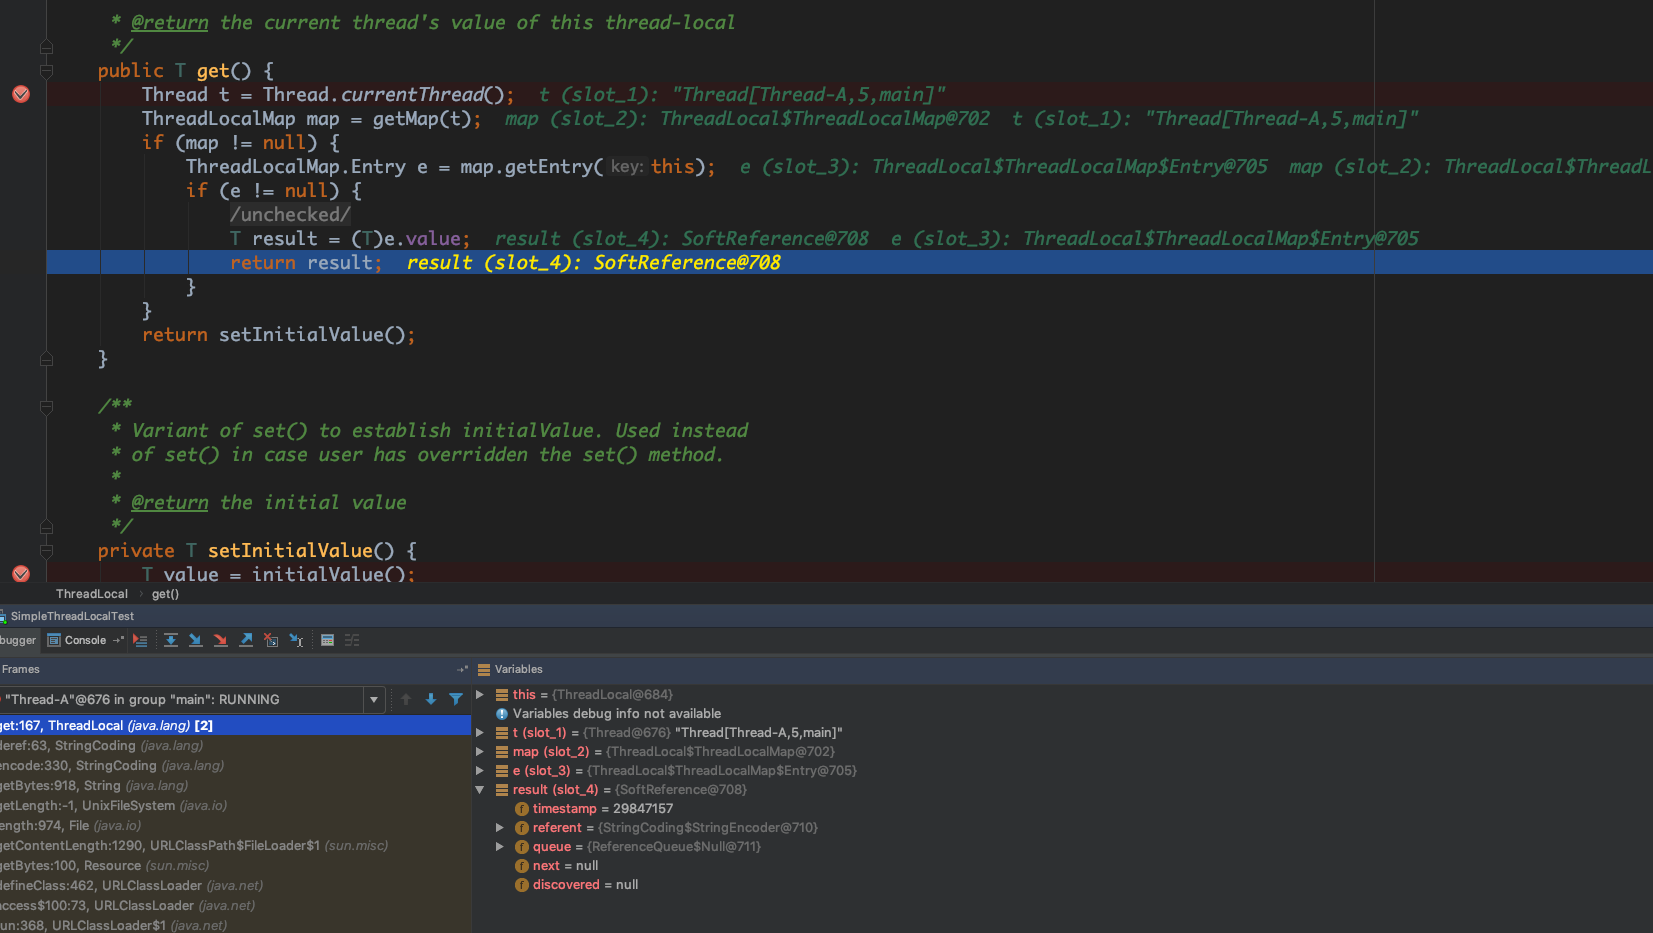 * @return the current thread's value of this thread-local
*/
public T get() {
Thread t = Thread.currentThread(); t (slot_1): "Thread[Thread-A,5,main]"
ThreadLocalMap map = getMap(t); map (slot_2): ThreadLocal$ThreadLocalMap@702 t (slot_1): "Thread[Thread-A,5,main]"
if (map != null) {
ThreadLocalMap.Entry e = map.getEntry( key: this); e (slot_3): ThreadLocal$ThreadLocalMap$Entry@705 map (slot_2): ThreadLocal$ThreadL
if (e != null) {
/unchecked/
T result = (T)e.value; result (slot_4): SoftReference@708 e (slot_3): ThreadLocal$ThreadLocalMap$Entry@705
return result; result (slot_4): SoftReference@708
}
}
return setInitialValue();
}
/**
* Variant of set() to establish initialValue. Used instead
* of set() in case user has overridden the set() method.
*
* @return the initial value
*/
private T setInitialValue() {
T value = initialValue();
ThreadLocal › get()
SimpleThreadLocalTest
bugger Console
Frames
Variables
"Thread-A"@676 in group "main": RUNNING
get:167, ThreadLocal (java.lang) [2]
deref:63, StringCoding (java.lang)
encode:330, StringCoding (java.lang)
getBytes:918, String (java.lang)
getLength:-1, UnixFileSystem (java.io)
length:974, File (java.io)
getContentLength:1290, URLClassPath$FileLoader$1 (sun.misc)
getBytes:100, Resource (sun.misc)
defineClass:462, URLClassLoader (java.net)
access$100:73, URLClassLoader (java.net)
run:368, URLClassLoader$1 (java.net)
this = {ThreadLocal@684}
Variables debug info not available
t (slot_1) = {Thread@676} "Thread[Thread-A,5,main]"
map (slot_2) = {ThreadLocal$ThreadLocalMap@702}
e (slot_3) = {ThreadLocal$ThreadLocalMap$Entry@705}
result (slot_4) = {SoftReference@708}
timestamp = 29847157
referent = {StringCoding$StringEncoder@710}
queue = {ReferenceQueue$Null@711}
next = null
discovered = null